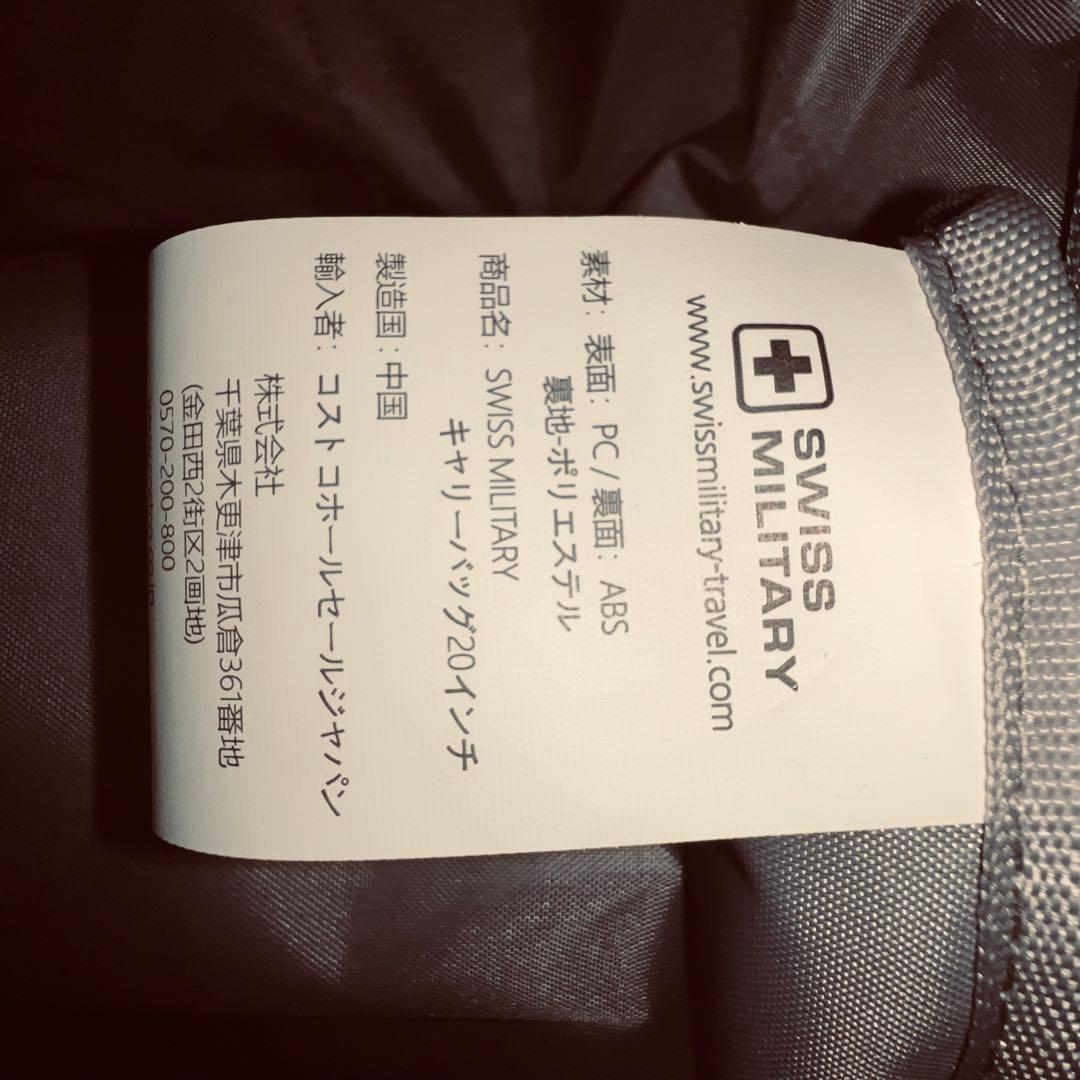 SWISS
MILITARY
www.swissmilitary-travel.com
素材: 表面: PC / 裏面: ABS
裏地-ポリエステル
商品名: SWISS MILITARY
キャリーバッグ20インチ
製造国: 中国
輸入者: コストコホールセールジャパン
株式会社
千葉県木更津市瓜倉361番地
(金田西2街区2画地)
0570-200-800